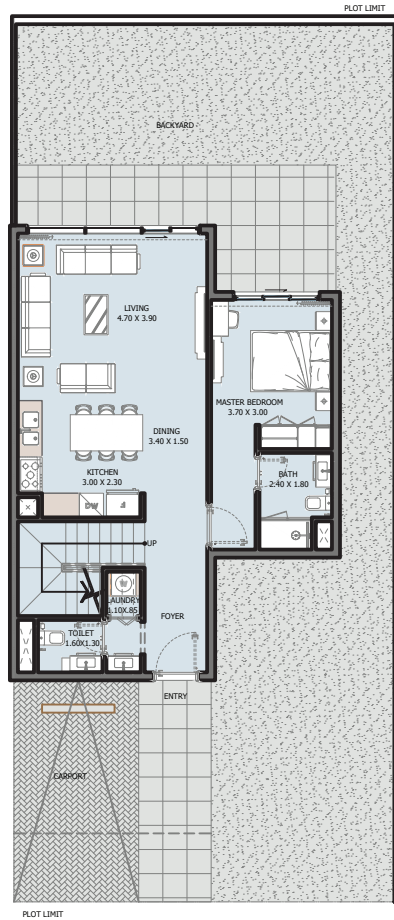 PLOT LIMIT
BACKYARD
LIVING
4.70 X 3.90
MASTER BEDROOM
3.70 X 3.00
DINING
3.40 X 1.50
KITCHEN
3.00 X 2.30
BATH
2.40 X 1.80
DW
UP
LAUNDRY
1.10X.85
FOYER
TOILET
1.60X1.30
ENTRY
CARPORT
PLOT LIMIT